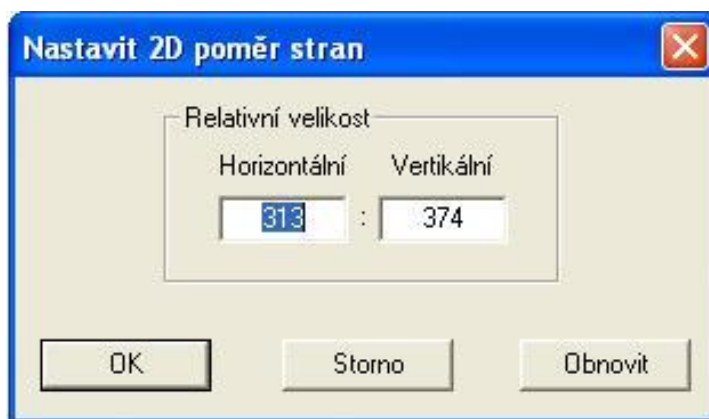 Nastavit 2D poměr stran
Relativní velikost
Horizontální Vertikální
313 : 374
OK Storno Obnovit